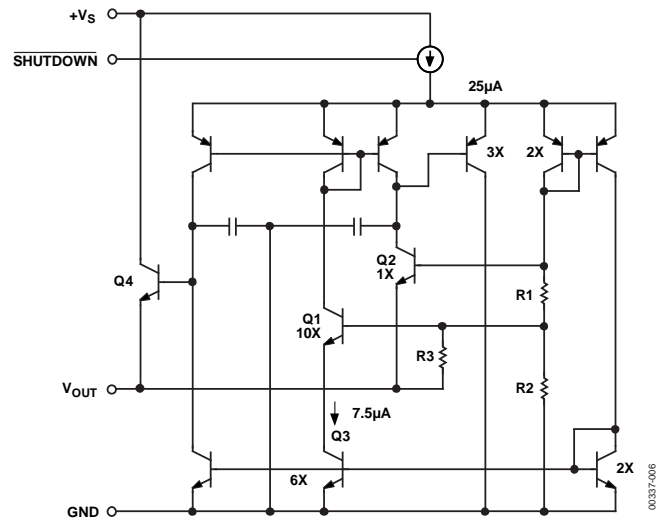 +VS
SHUTDOWN
25µA
3X
2X
Q2
1X
Q4
R1
Q1
10X
R3
R2
VOUT
7.5µA
Q3
6X
2X
GND
00337-006